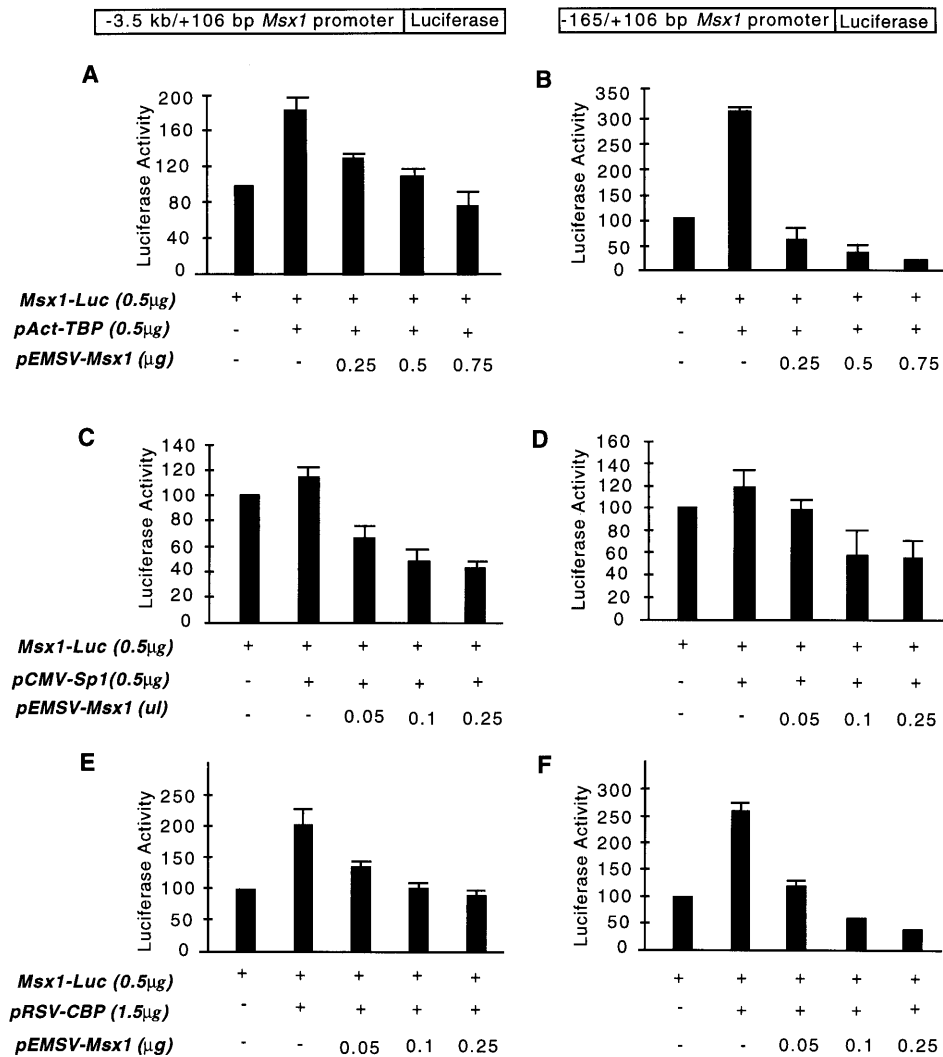 -3.5 kb/+106 bp Msx1 promoter Luciferase
-165/+106 bp Msx1 promoter Luciferase
A
Luciferase Activity
200
160
120
80
40
0
Msx1-Luc (0.5µg) + + + + +
pAct-TBP (0.5µg) - + + + +
pEMSV-Msx1 (µg) - - 0.25 0.5 0.75
B
Luciferase Activity
350
300
250
200
150
100
50
0
+ + + + +
- + + + +
- - 0.25 0.5 0.75
C
Luciferase Activity
140
120
100
80
60
40
20
0
Msx1-Luc (0.5µg) + + + + +
pCMV-Sp1(0.5µg) - + + + +
pEMSV-Msx1 (ul) - - 0.05 0.1 0.25
D
Luciferase Activity
160
140
120
100
80
60
40
20
0
+ + + + +
- + + + +
- - 0.05 0.1 0.25
E
Luciferase Activity
250
200
150
100
50
0
Msx1-Luc (0.5µg) + + + + +
pRSV-CBP (1.5µg) - + + + +
pEMSV-Msx1 (µg) - - 0.05 0.1 0.25
F
Luciferase Activity
300
250
200
150
100
50
0
+ + + + +
- + + + +
- - 0.05 0.1 0.25